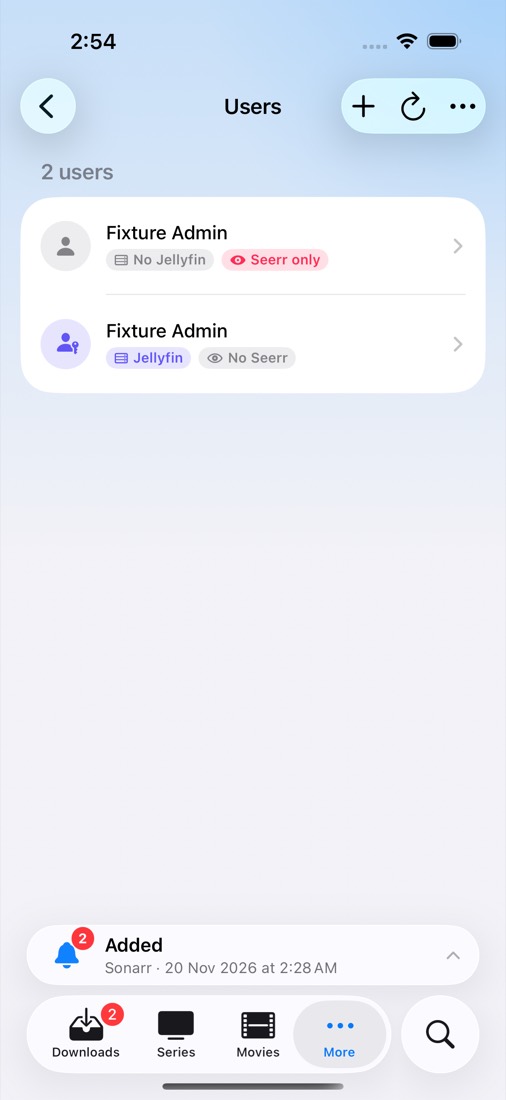 2:54
Users
2 users
Fixture Admin
No Jellyfin
Seerr only
Fixture Admin
Jellyfin
No Seerr
2
Added
Sonarr · 20 Nov 2026 at 2:28 AM
2
Downloads
Series
Movies
More